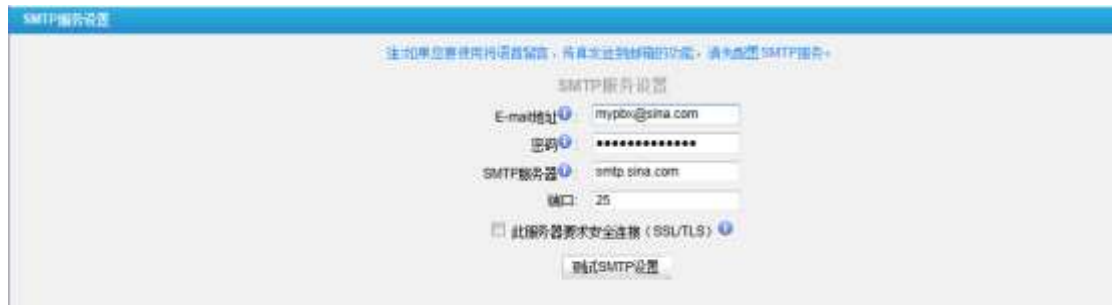 SMTP服务设置
注:如果您要使用将语音留言,传真发送到邮箱的功能,请先配置SMTP服务。
SMTP服务设置
E-mail地址
密码 •••••••••••••
SMTP服务器 smtp.sina.com
mypbx@sina.com
端口: 25
此服务器要求安全连接(SSL/TLS)
测试SMTP设置